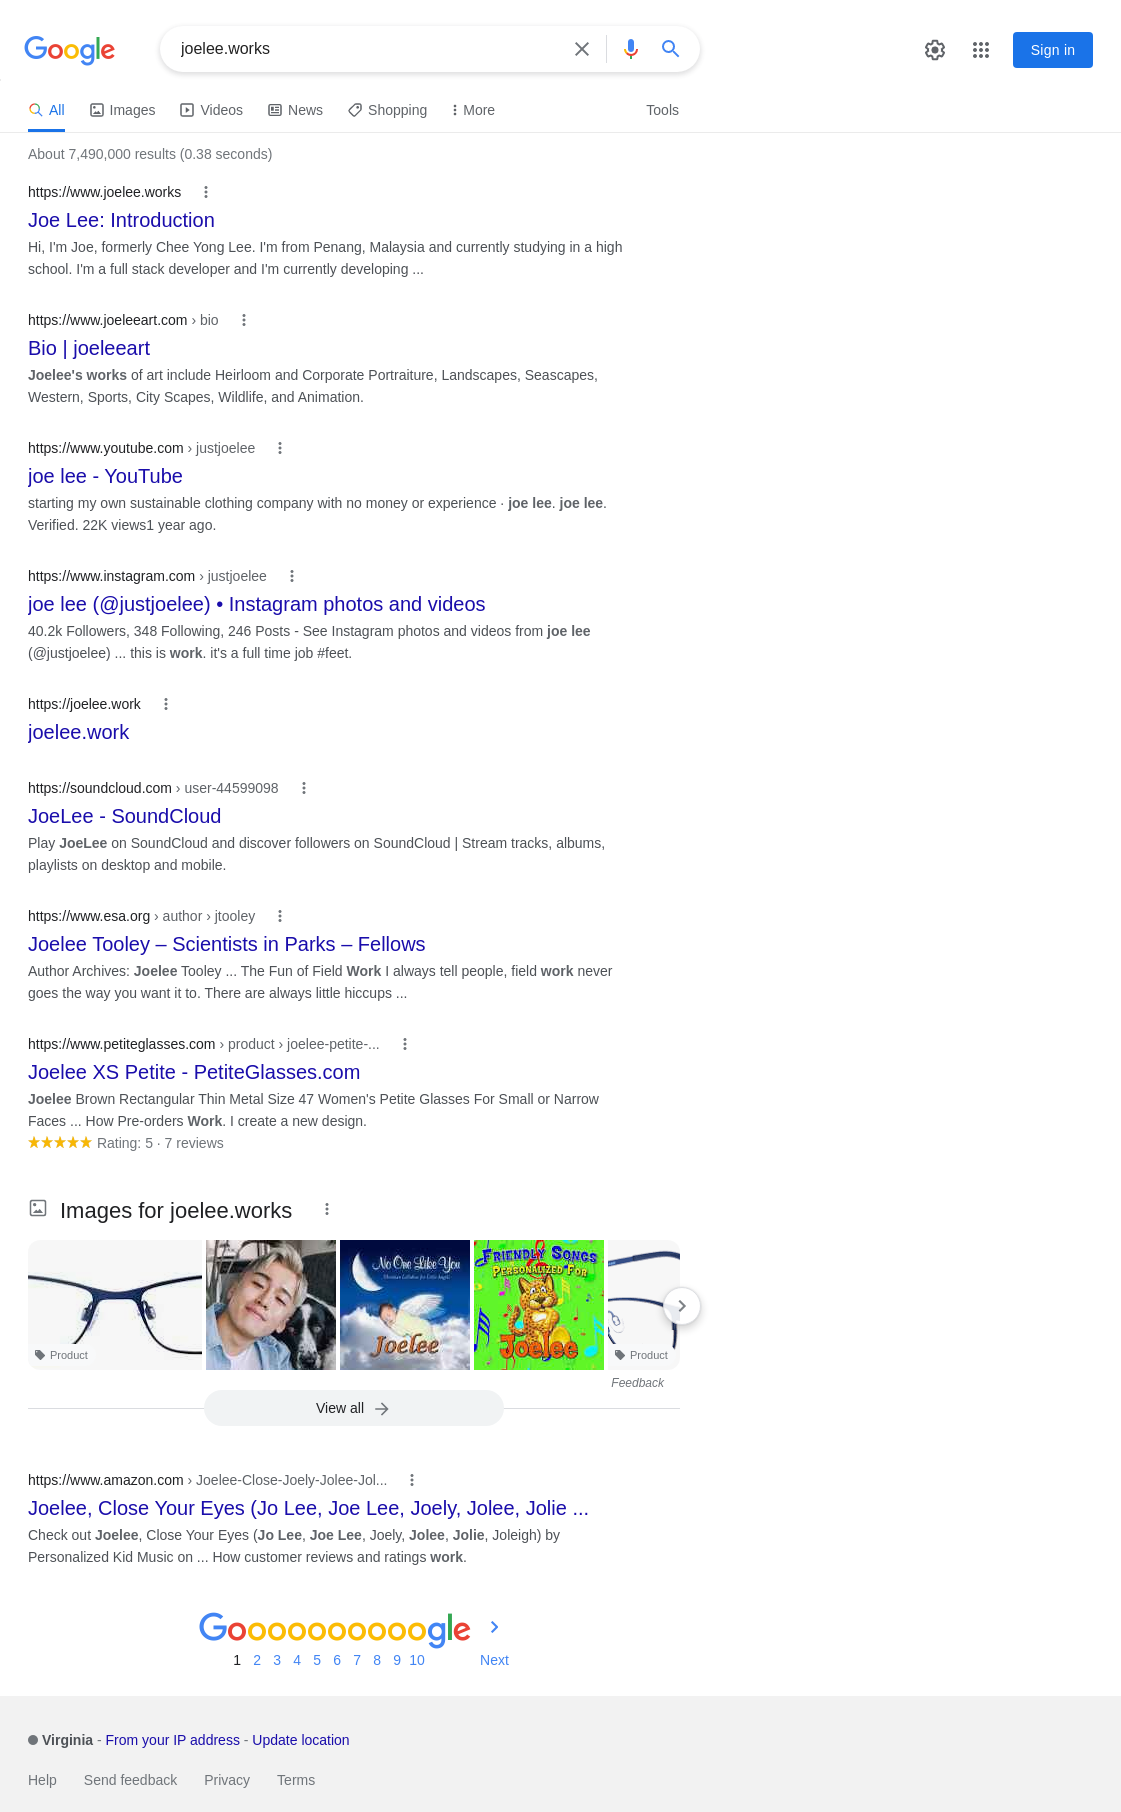 Google
joelee.works
Sign in
All Images Videos News Shopping More Tools
About 7,490,000 results (0.38 seconds)
https://www.joelee.works
Joe Lee: Introduction
Hi, I'm Joe, formerly Chee Yong Lee. I'm from Penang, Malaysia and currently studying in a high
school. I'm a full stack developer and I'm currently developing ...
https://www.joeleeart.com › bio
Bio | joeleeart
Joelee's works of art include Heirloom and Corporate Portraiture, Landscapes, Seascapes,
Western, Sports, City Scapes, Wildlife, and Animation.
https://www.youtube.com › justjoelee
joe lee - YouTube
starting my own sustainable clothing company with no money or experience · joe lee. joe lee.
Verified. 22K views1 year ago.
https://www.instagram.com › justjoelee
joe lee (@justjoelee) • Instagram photos and videos
40.2k Followers, 348 Following, 246 Posts - See Instagram photos and videos from joe lee
(@justjoelee) ... this is work. it's a full time job #feet.
https://joelee.work
joelee.work
https://soundcloud.com › user-44599098
JoeLee - SoundCloud
Play JoeLee on SoundCloud and discover followers on SoundCloud | Stream tracks, albums,
playlists on desktop and mobile.
https://www.esa.org › author › jtooley
Joelee Tooley – Scientists in Parks – Fellows
Author Archives: Joelee Tooley ... The Fun of Field Work I always tell people, field work never
goes the way you want it to. There are always little hiccups ...
https://www.petiteglasses.com › product › joelee-petite-...
Joelee XS Petite - PetiteGlasses.com
Joelee Brown Rectangular Thin Metal Size 47 Women's Petite Glasses For Small or Narrow
Faces ... How Pre-orders Work. I create a new design.
Rating: 5 · 7 reviews
Images for joelee.works
No One Like You
Christian Lullabies for Little Angels
Joelee
FRIENDLY SONGS
PERSONALIZED FOR
Joelee
Product
Product
Feedback
View all
https://www.amazon.com › Joelee-Close-Joely-Jolee-Jol...
Joelee, Close Your Eyes (Jo Lee, Joe Lee, Joely, Jolee, Jolie ...
Check out Joelee, Close Your Eyes (Jo Lee, Joe Lee, Joely, Jolee, Jolie, Joleigh) by
Personalized Kid Music on ... How customer reviews and ratings work.
Goooooooooogle
1 2 3 4 5 6 7 8 9 10 Next
Virginia - From your IP address - Update location
Help Send feedback Privacy Terms